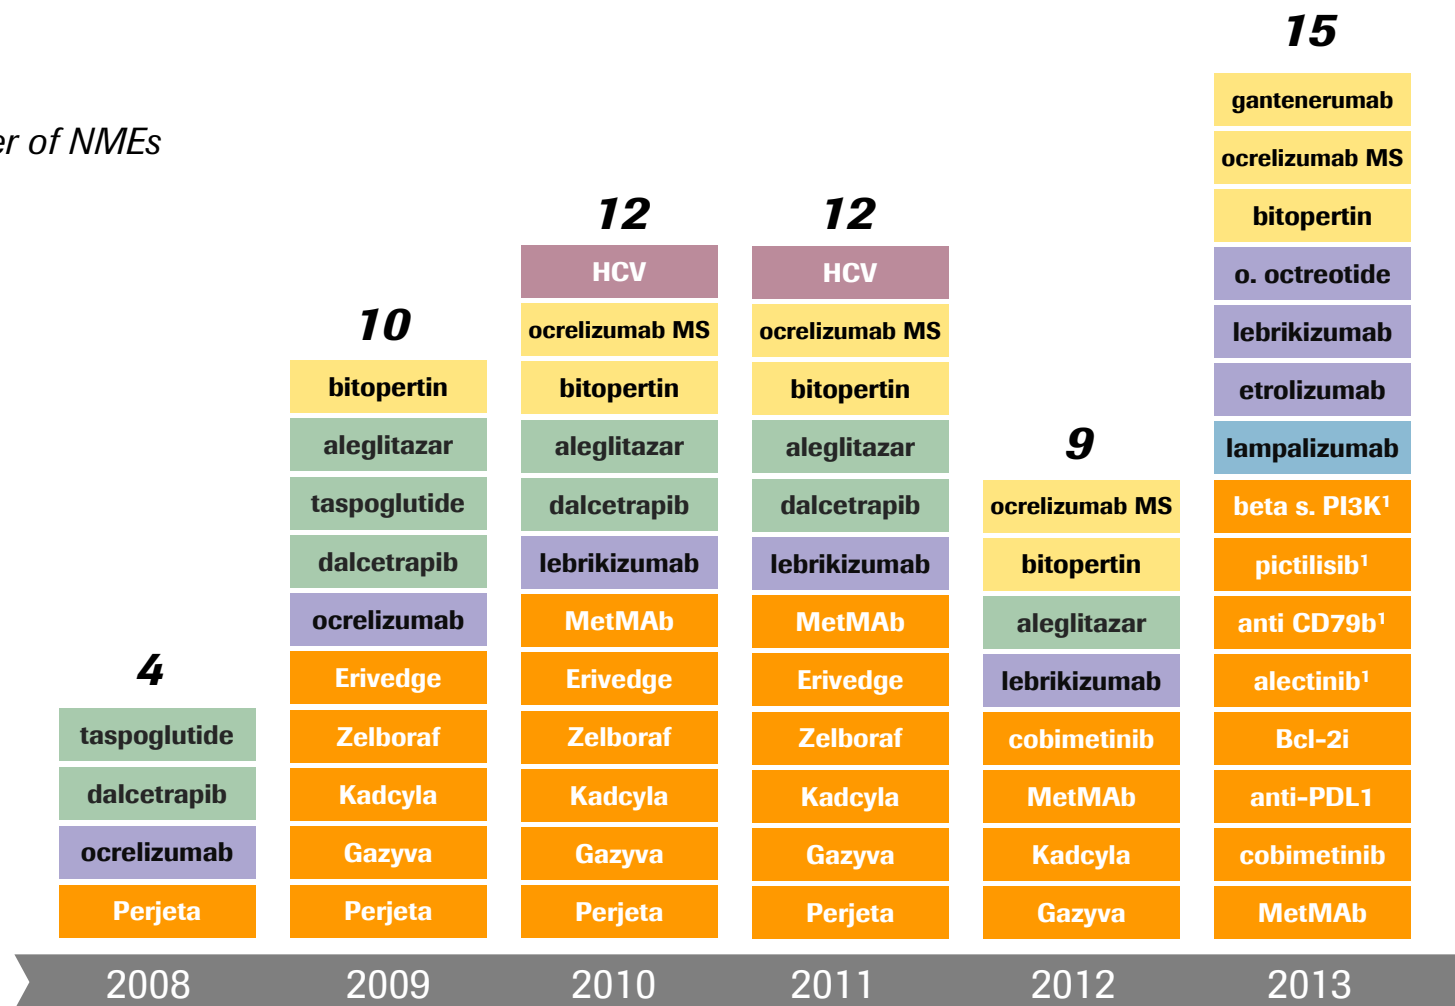 er of NMEs
4
taspoglutide
dalcetrapib
ocrelizumab
Perjeta
2008
10
bitopertin
aleglitazar
taspoglutide
dalcetrapib
ocrelizumab
Erivedge
Zelboraf
Kadcyla
Gazyva
Perjeta
2009
12
HCV
ocrelizumab MS
bitopertin
aleglitazar
dalcetrapib
lebrikizumab
MetMAb
Erivedge
Zelboraf
Kadcyla
Gazyva
Perjeta
2010
12
HCV
ocrelizumab MS
bitopertin
aleglitazar
dalcetrapib
lebrikizumab
MetMAb
Erivedge
Zelboraf
Kadcyla
Gazyva
Perjeta
2011
9
ocrelizumab MS
bitopertin
aleglitazar
lebrikizumab
cobimetinib
MetMAb
Kadcyla
Gazyva
2012
15
gantenerumab
ocrelizumab MS
bitopertin
o. octreotide
lebrikizumab
etrolizumab
lampalizumab
beta s. PI3K¹
pictilisib¹
anti CD79b¹
alectinib¹
Bcl-2i
anti-PDL1
cobimetinib
MetMAb
2013